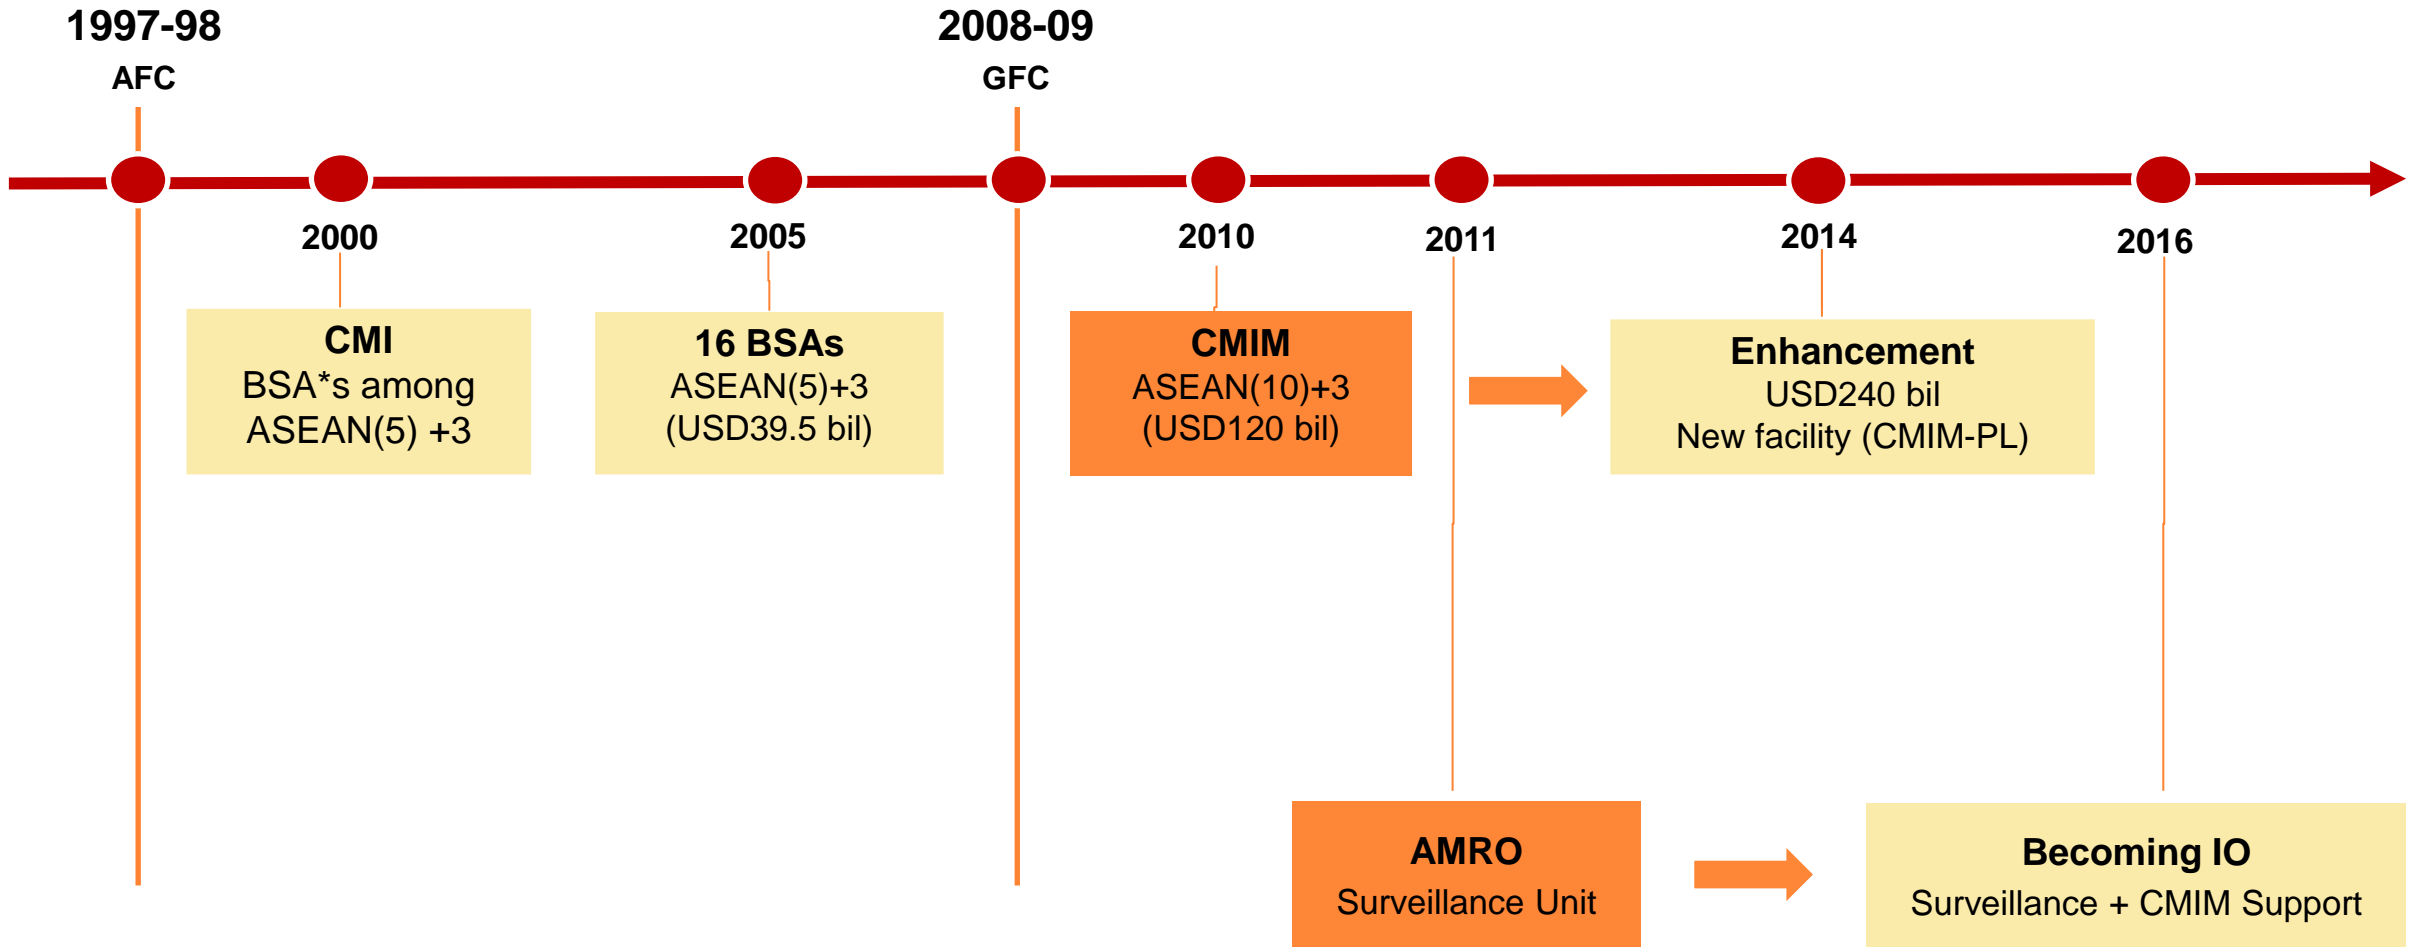 1997-98
AFC
2008-09
GFC
2000
2005
2010
2011
2014
2016
CMI
BSA*s among
ASEAN(5) +3
16 BSAs
ASEAN(5)+3
(USD39.5 bil)
CMIM
ASEAN(10)+3
(USD120 bil)
Enhancement
USD240 bil
New facility (CMIM-PL)
AMRO
Surveillance Unit
Becoming IO
Surveillance + CMIM Support